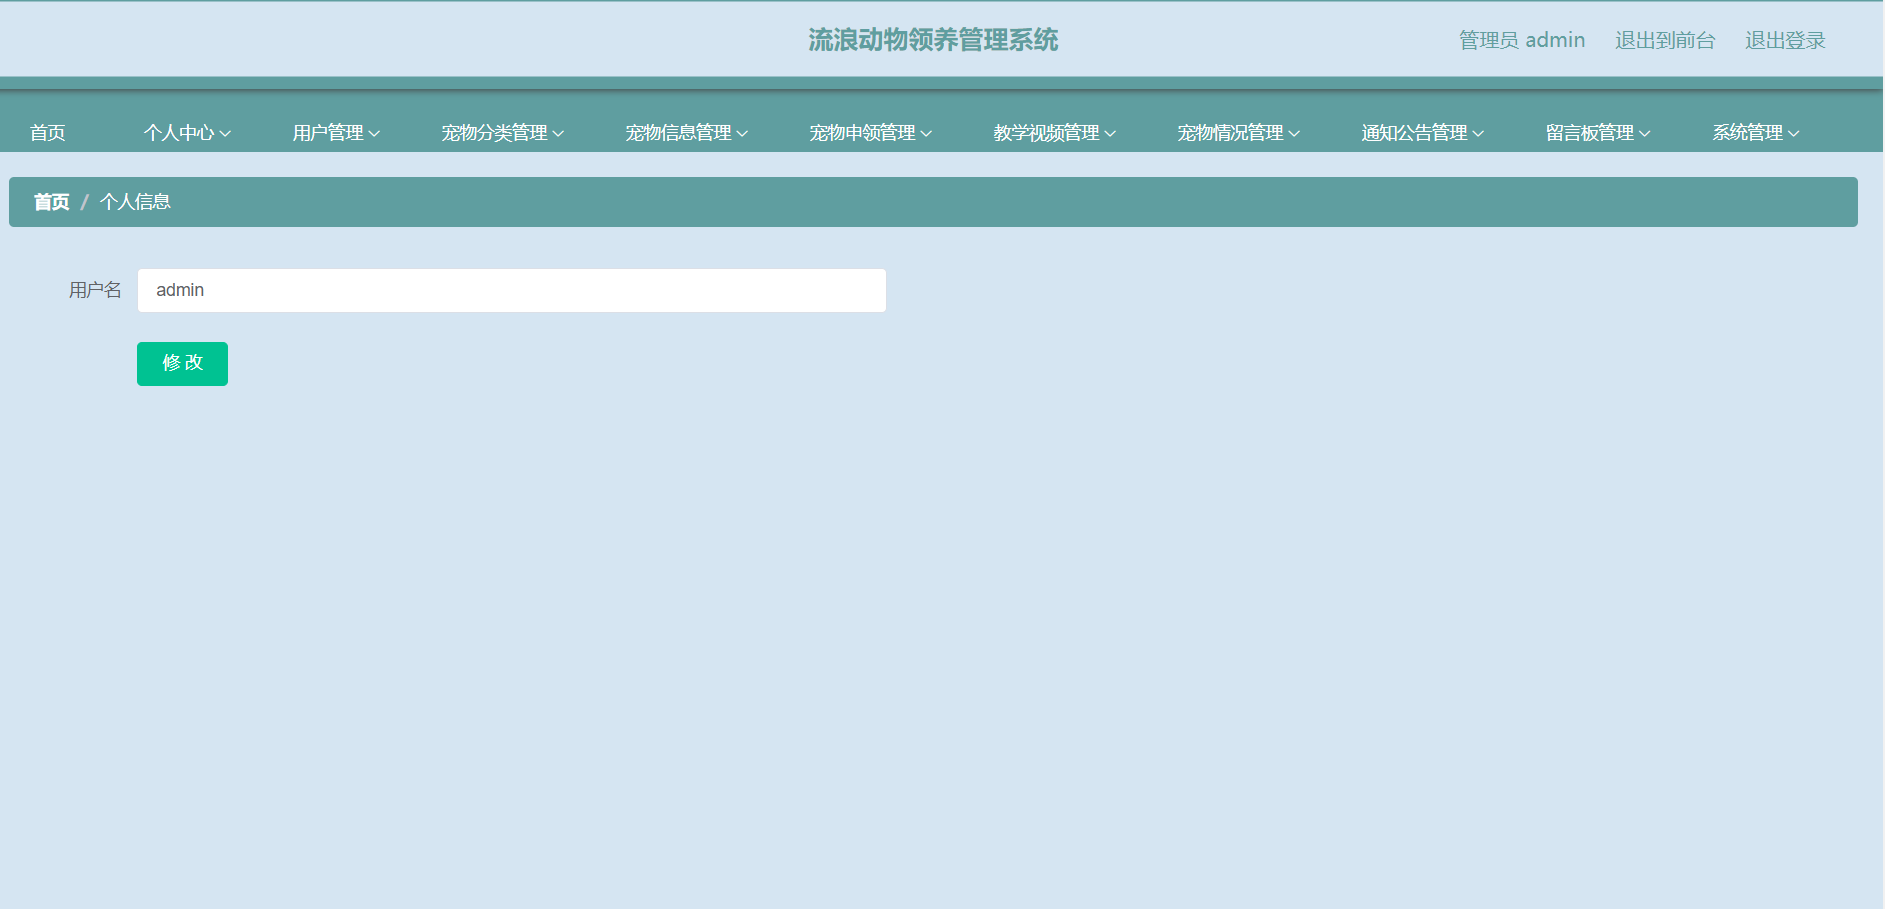 流浪动物领养管理系统
管理员 admin 退出到前台 退出登录
首页 个人中心 用户管理 宠物分类管理 宠物信息管理 宠物申领管理 教学视频管理 宠物情况管理 通知公告管理 留言板管理 系统管理
首页 / 个人信息
用户名 admin
修改